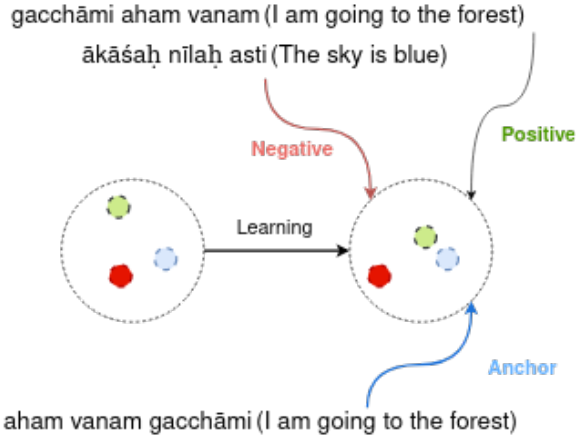 gacchāmi aham vanam (I am going to the forest)
ākāśaḥ nīlaḥ asti (The sky is blue)
Negative
Positive
Learning
Anchor
aham vanam gacchāmi (I am going to the forest)